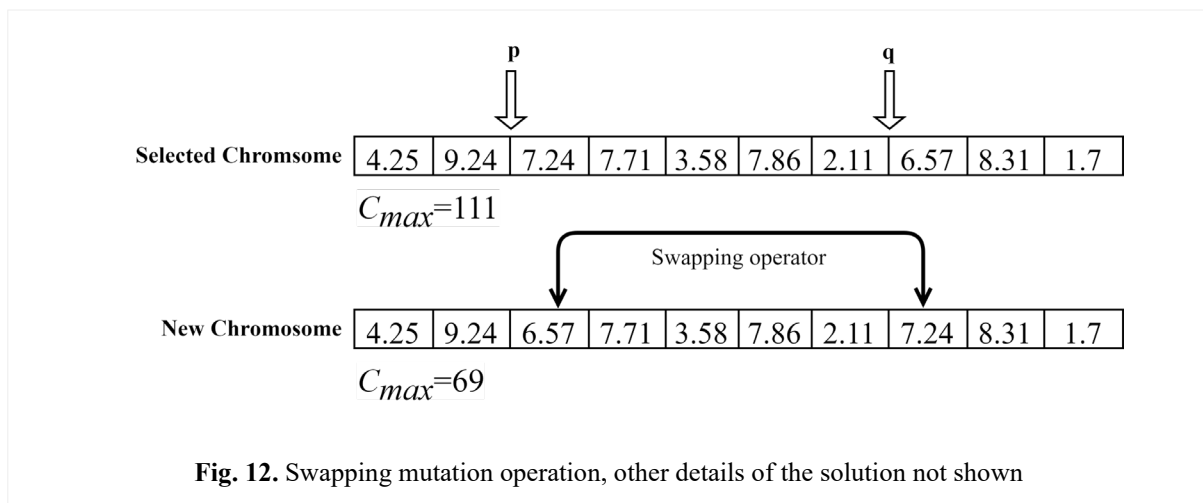 p q
Selected Chromsome 4.25 9.24 7.24 7.71 3.58 7.86 2.11 6.57 8.31 1.7
Cmax=111
Swapping operator
New Chromosome 4.25 9.24 6.57 7.71 3.58 7.86 2.11 7.24 8.31 1.7
Cmax=69
Fig. 12. Swapping mutation operation, other details of the solution not shown